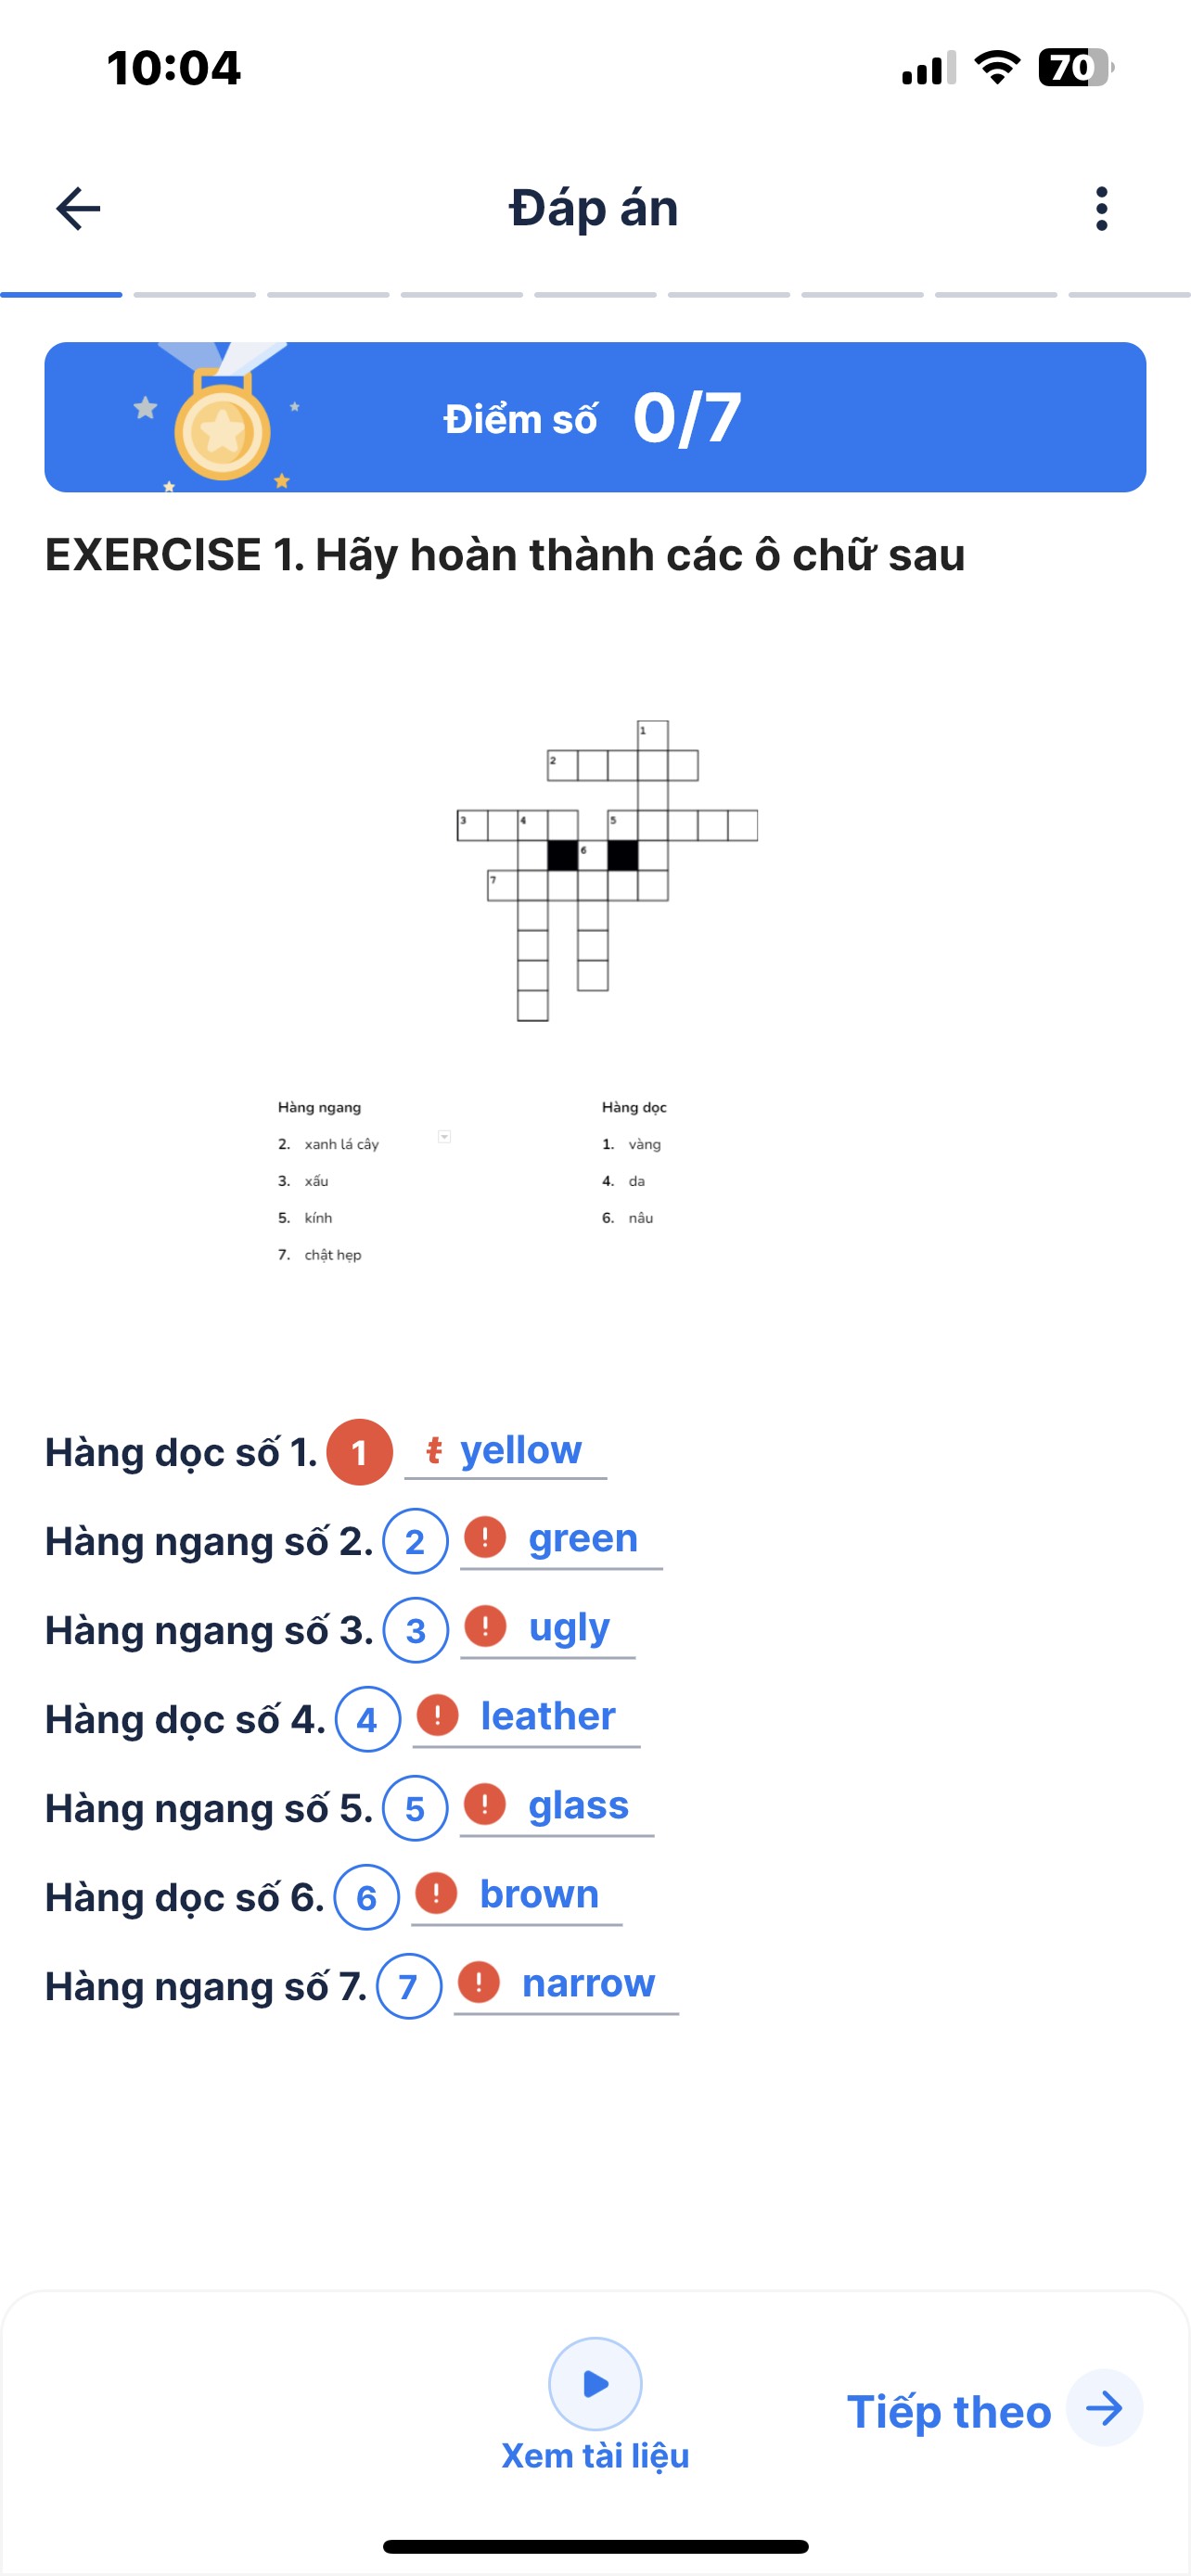 10:04
70
Đáp án
Điểm số 0/7
EXERCISE 1. Hãy hoàn thành các ô chữ sau
1
2
3 4 5
6
7
Hàng ngang
2. xanh lá cây
3. xấu
5. kính
7. chật hẹp
Hàng dọc
1. vàng
4. da
6. nâu
Hàng dọc số 1. 1 t yellow
Hàng ngang số 2. 2 ! green
Hàng ngang số 3. 3 ! ugly
Hàng dọc số 4. 4 ! leather
Hàng ngang số 5. 5 ! glass
Hàng dọc số 6. 6 ! brown
Hàng ngang số 7. 7 ! narrow
Xem tài liệu
Tiếp theo